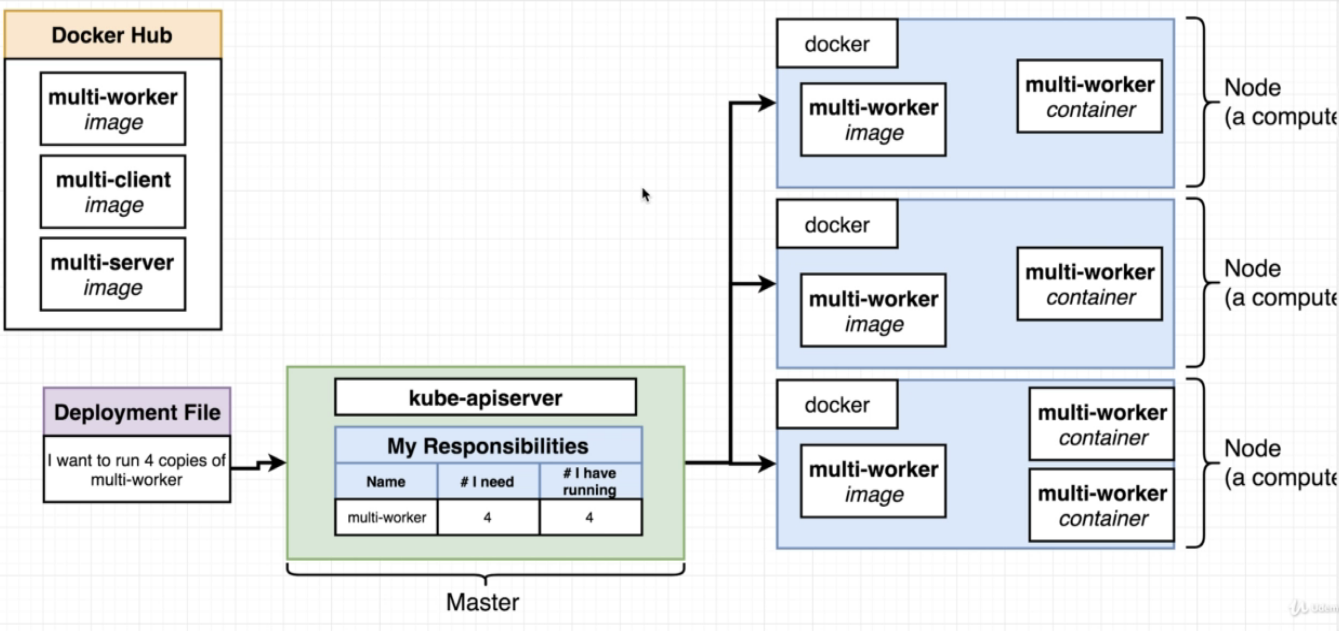 Docker Hub
multi-worker
image
multi-client
image
multi-server
image
Deployment File
I want to run 4 copies of
multi-worker
kube-apiserver
My Responsibilities
Name
# I need
# I have
running
multi-worker
4
4
Master
docker
multi-worker
image
multi-worker
container
Node
(a compute
docker
multi-worker
image
multi-worker
container
Node
(a compute
docker
multi-worker
image
multi-worker
container
multi-worker
container
Node
(a compute